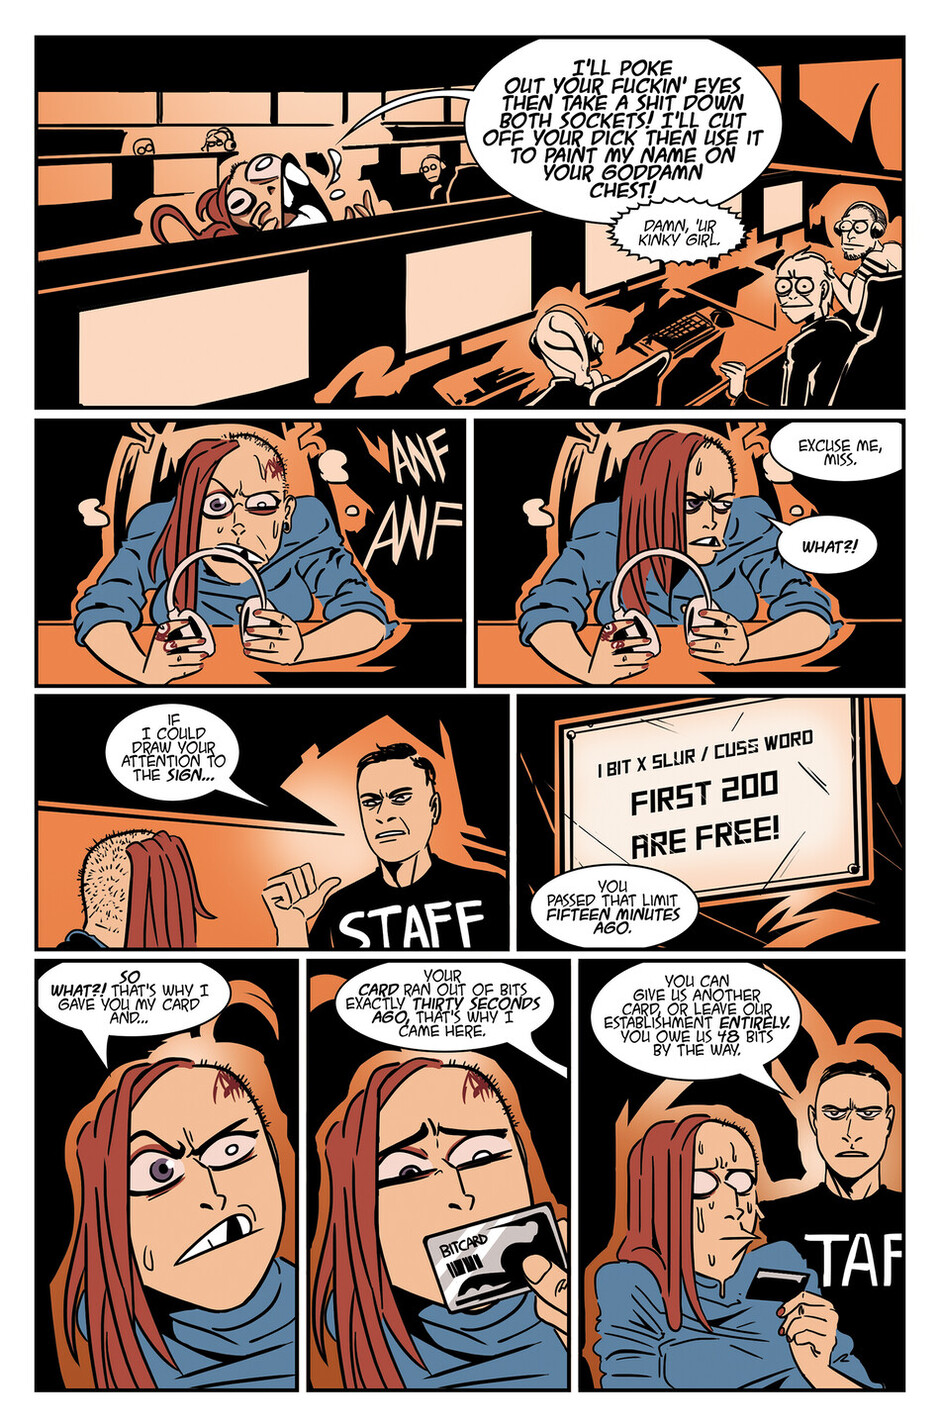 I'LL POKE
OUT YOUR FUCKIN' EYES
THEN TAKE A SHIT DOWN
BOTH SOCKETS! I'LL CUT
OFF YOUR DICK THEN USE IT
TO PAINT MY NAME ON
YOUR GODDAMN
CHEST!
DAMN, 'UR
KINKY GIRL.
ANF
ANF
EXCUSE ME,
MISS.
WHAT?!
IF
I COULD
DRAW YOUR
ATTENTION TO
THE SIGN...
STAFF
1 BIT X SLUR / CUSS WORD
FIRST 200
ARE FREE!
YOU
PASSED THAT LIMIT
FIFTEEN MINUTES
AGO.
SO
WHAT?! THAT'S WHY I
GAVE YOU MY CARD
AND...
YOUR
CARD RAN OUT OF BITS
EXACTLY THIRTY SECONDS
AGO, THAT'S WHY I
CAME HERE.
BITCARD
YOU CAN
GIVE US ANOTHER
CARD, OR LEAVE OUR
ESTABLISHMENT ENTIRELY.
YOU OWE US 48 BITS
BY THE WAY.
TAF